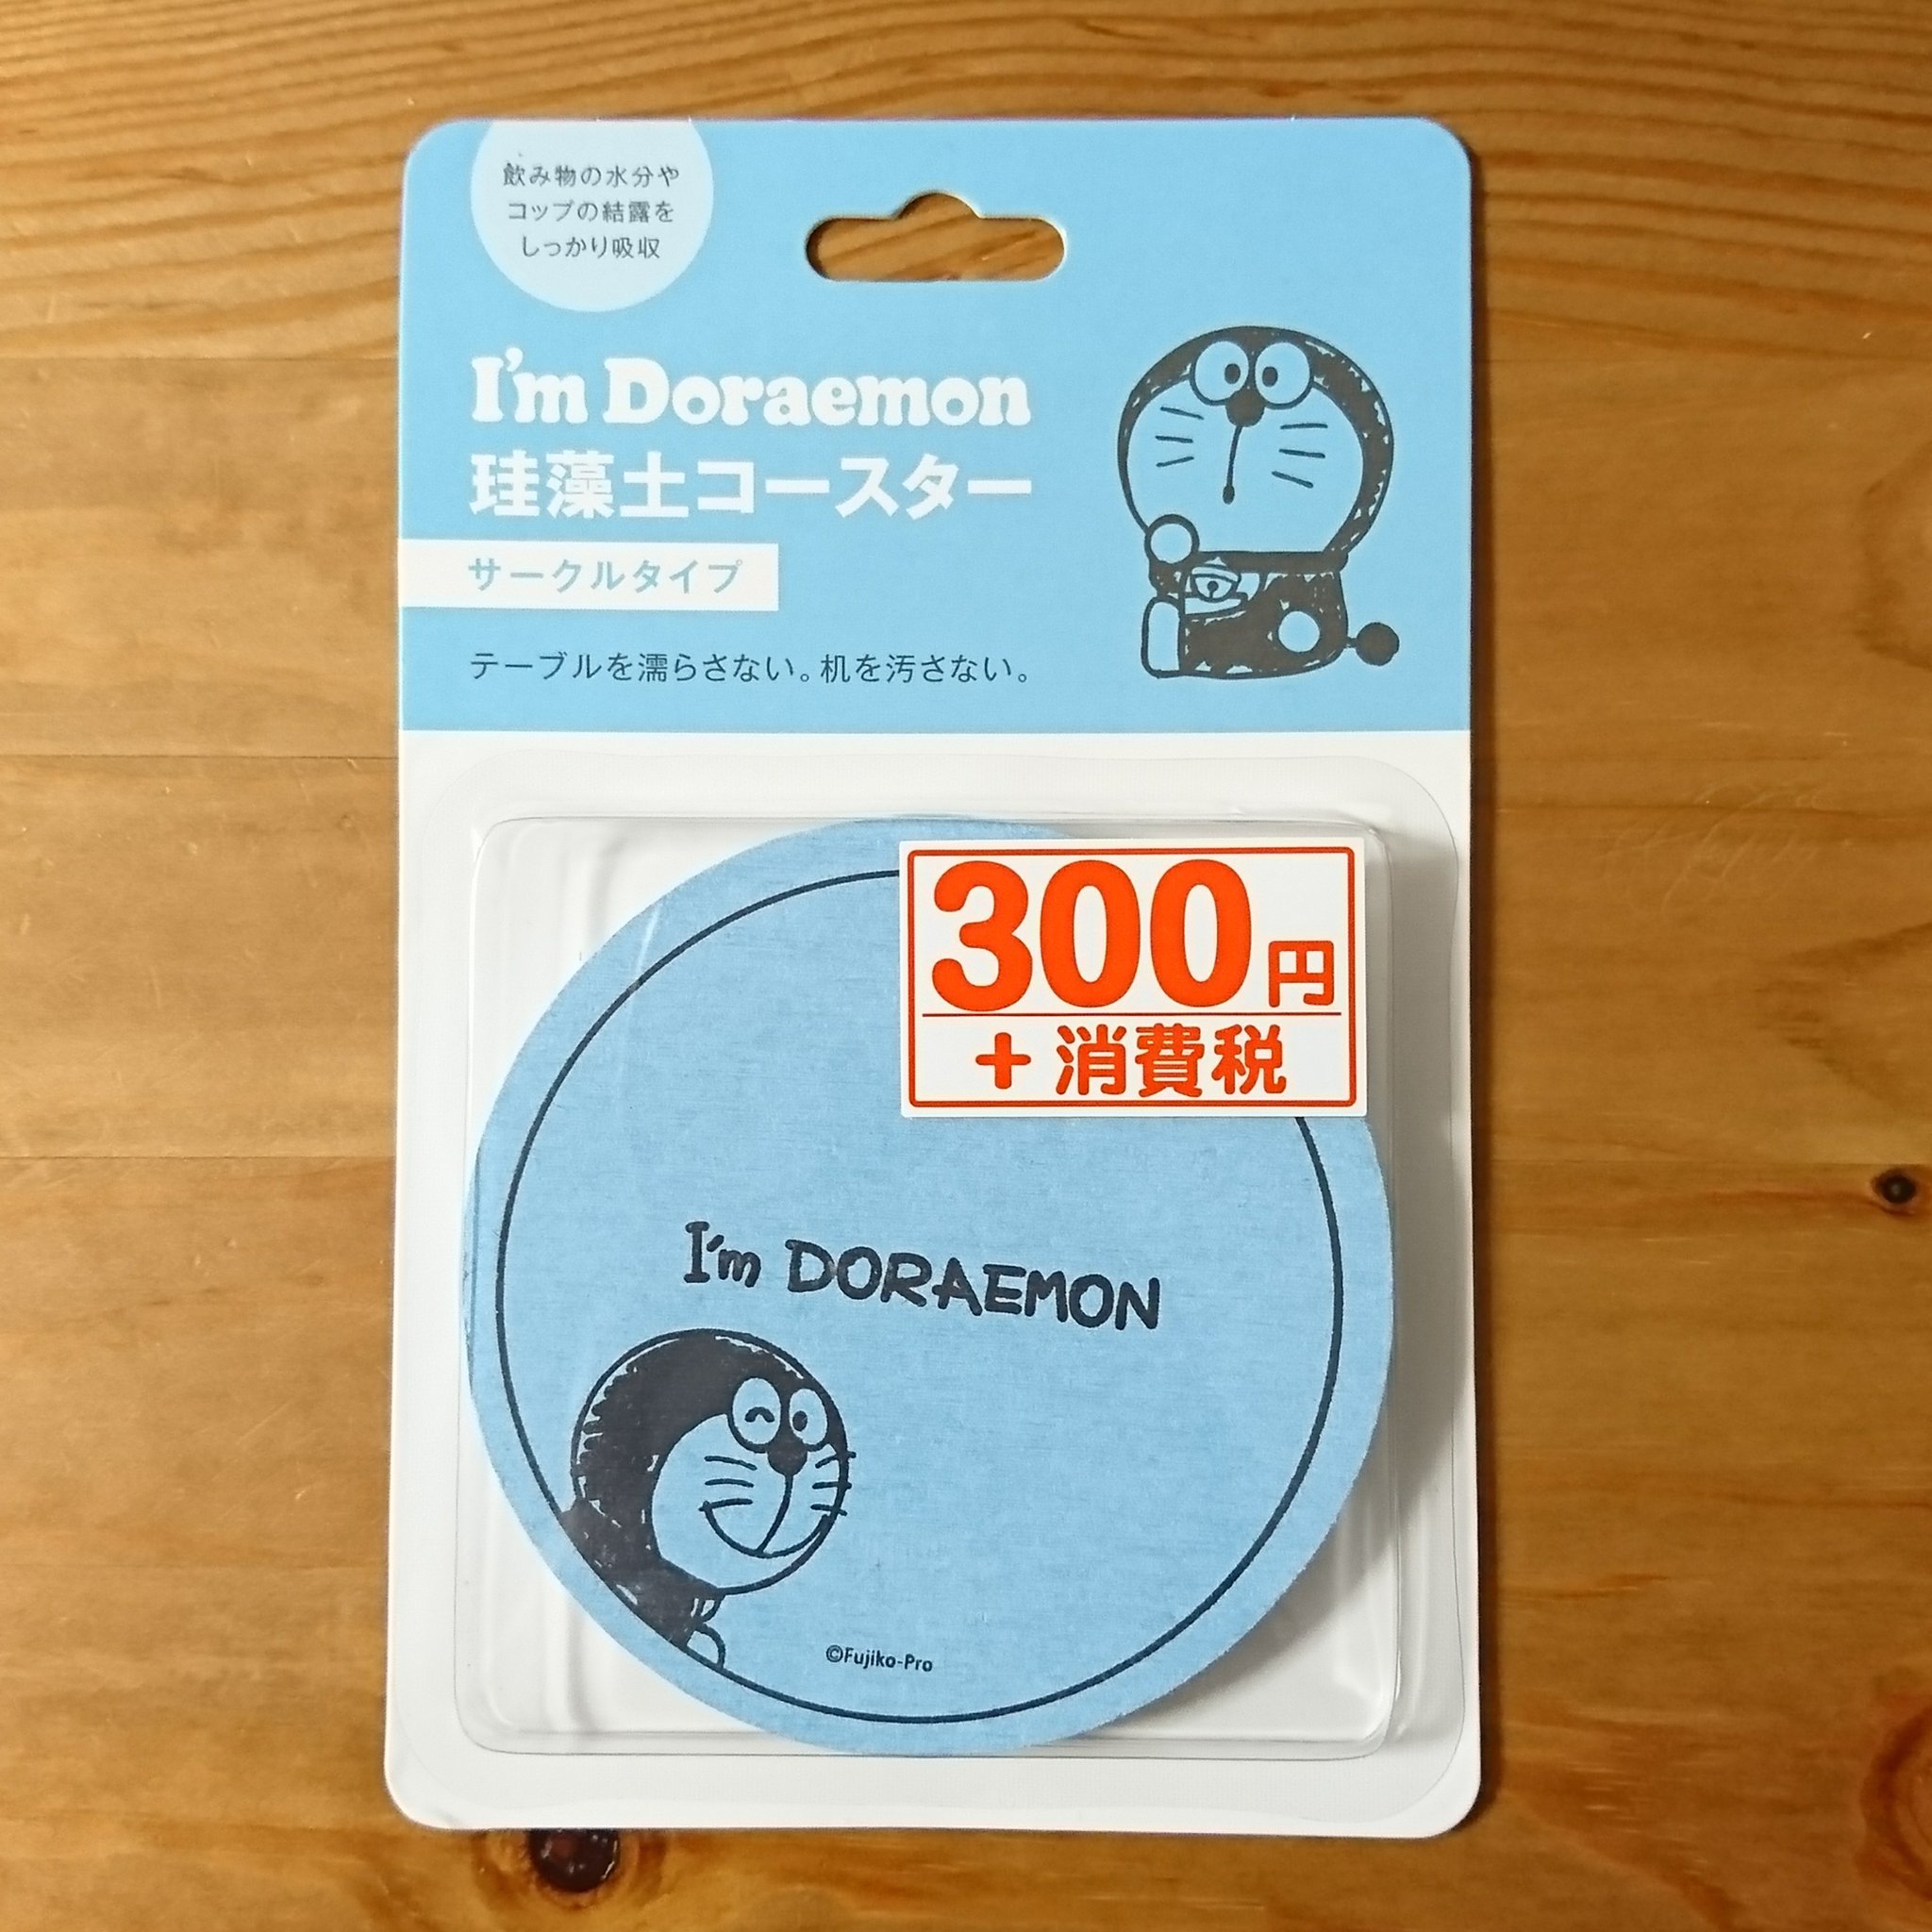 飲み物の水分や
コップの結露を
しっかり吸収
I'm Doraemon
珪藻土コースター
サークルタイプ
テーブルを濡らさない。机を汚さない。
300円
+消費税
I'm DORAEMON
©Fujiko-Pro